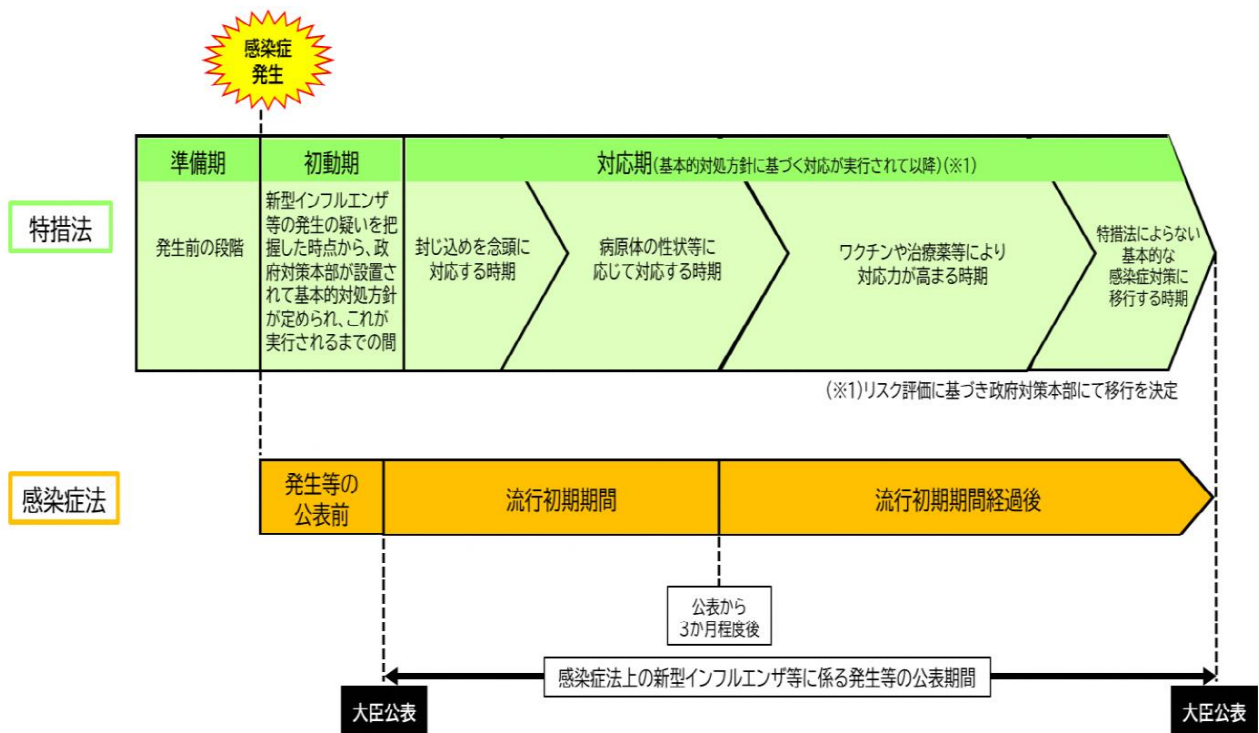 感染症
発生
特措法
準備期
発生前の段階
初動期
新型インフルエンザ
等の発生の疑いを把
握した時点から、政
府対策本部が設置さ
れて基本的対処方針
が定められ、これが
実行されるまでの間
対応期(基本的対処方針に基づく対応が実行されて以降)(※1)
封じ込めを念頭に
対応する時期
病原体の性状等に
応じて対応する時期
ワクチンや治療薬等により
対応力が高まる時期
特措法によらない
基本的な
感染症対策に
移行する時期
(※1)リスク評価に基づき政府対策本部にて移行を決定
感染症法
発生等の
公表前
流行初期期間
流行初期期間経過後
公表から
3か月程度後
感染症法上の新型インフルエンザ等に係る発生等の公表期間
大臣公表
大臣公表